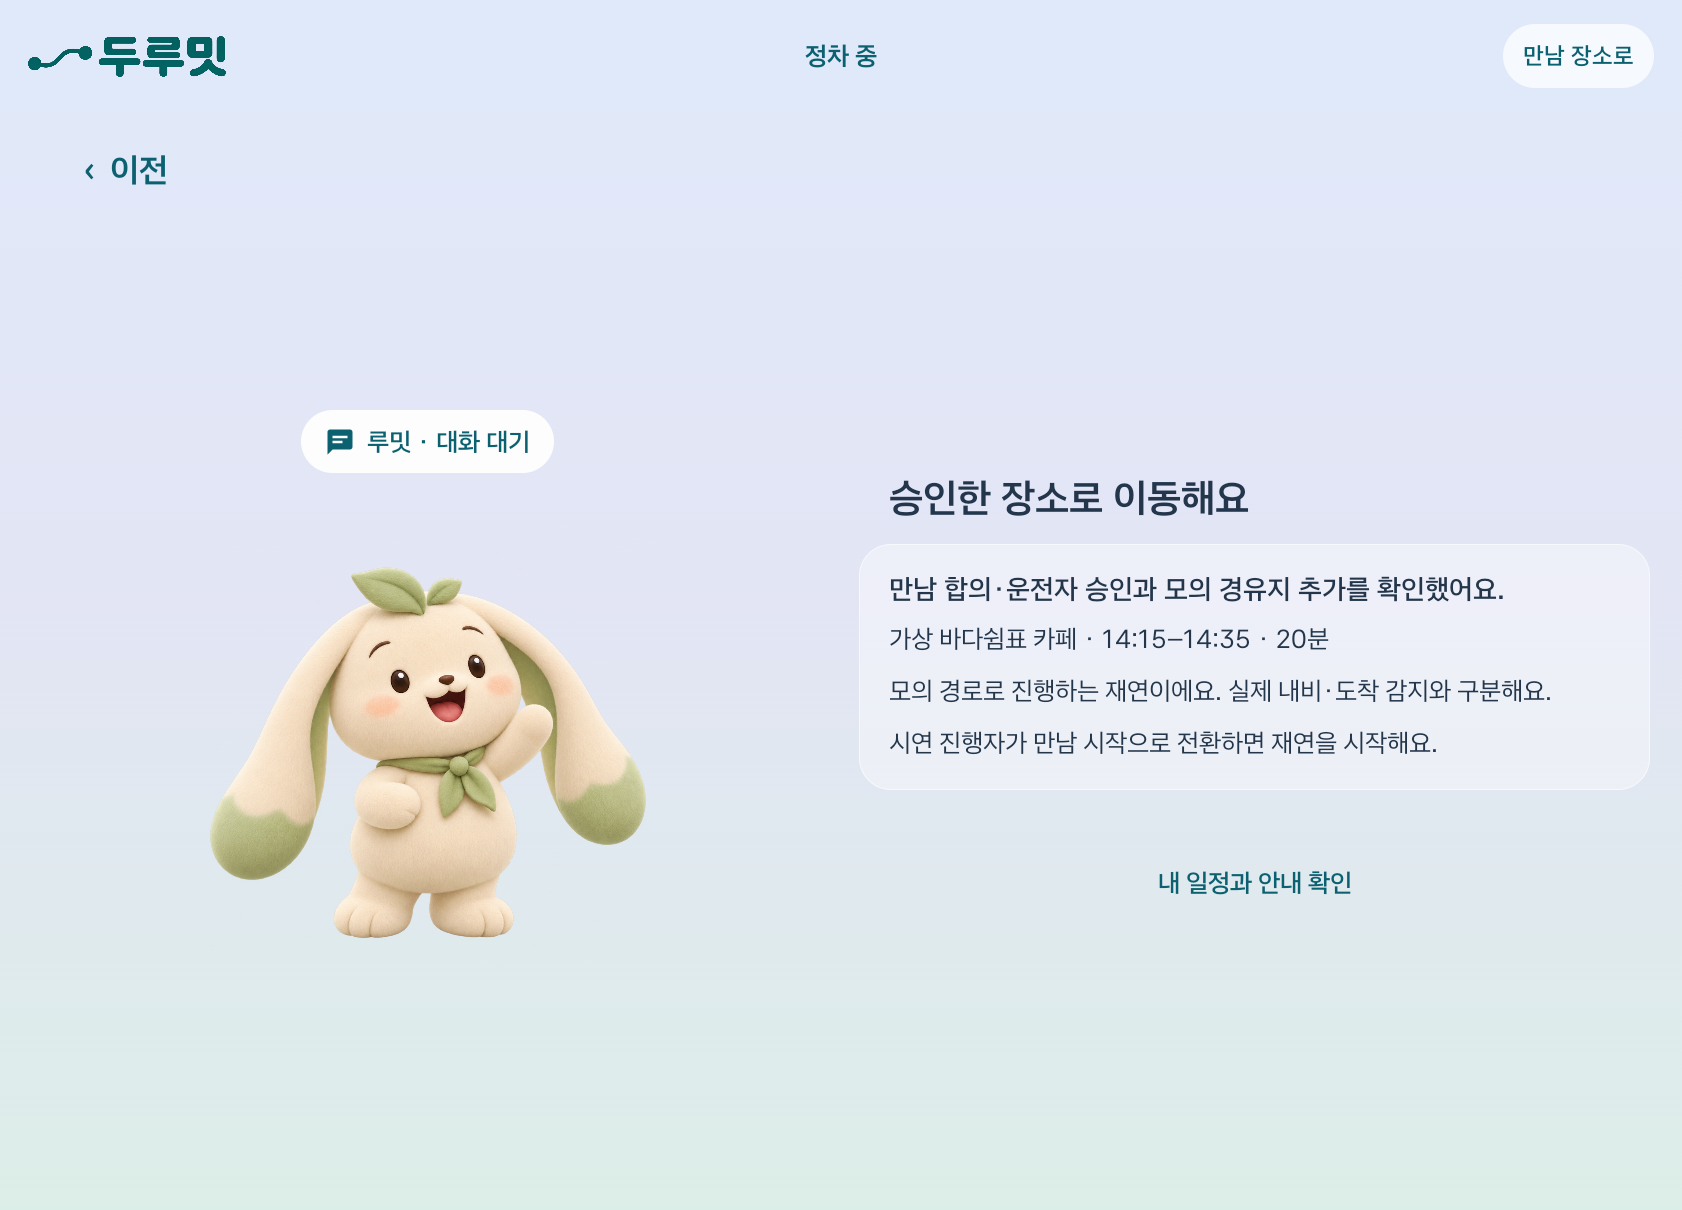 두루밋
정차 중
만남 장소로
‹ 이전
루밋 · 대화 대기
승인한 장소로 이동해요
만남 합의·운전자 승인과 모의 경유지 추가를 확인했어요.
가상 바다쉼표 카페 · 14:15–14:35 · 20분
모의 경로로 진행하는 재연이에요. 실제 내비·도착 감지와 구분해요.
시연 진행자가 만남 시작으로 전환하면 재연을 시작해요.
내 일정과 안내 확인